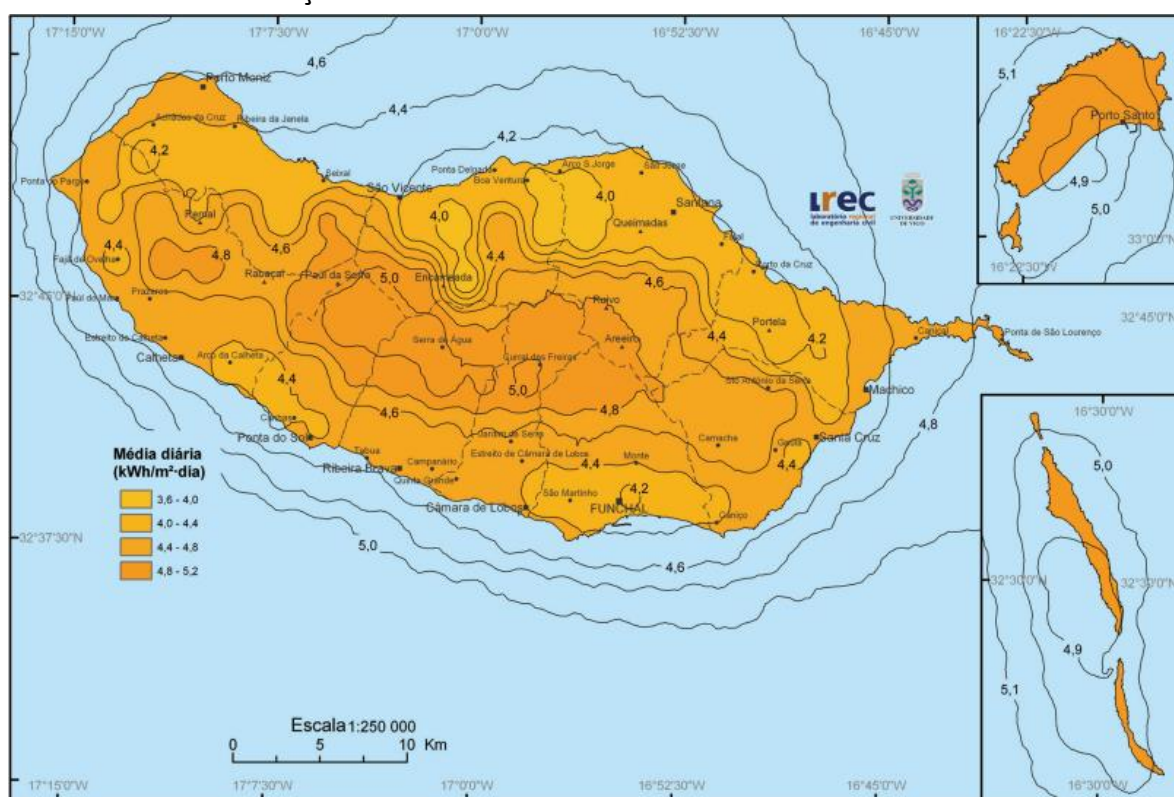 17°15'0"W 17°7'30"W 17°0'0"W 16°52'30"W 16°45'0"W 16°22'30"W
4,6
5,1
Porto Moniz
4,4
Achadas da Cruz
Ribeira da Janela
Porto Santo
4,2
4,2
Ponta do Pargo
Seixal
São Vicente
Ponta Delgada
Boa Ventura
Arco S.Jorge
São Jorge
4,0
4,0
Santana
Queimadas
lrec
laboratório regional
de engenharia civil
UNIVERSIDADE
DE VIGO
4,9
5,0
Faial
33°0'0"N
16°22'30"W
4,4
Fajã da Ovelha
4,8
4,6
4,4
Rabaçal
Paúl da Serra
5,0
Encumeada
4,6
Porto da Cruz
32°45'0"N
Paúl do Mar
Prazeres
Ruivo
Portela
32°45'0"N
Caniçal
Ponta de São Lourenço
Estreito da Calheta
Calheta
Arco da Calheta
Serra de Água
Curral das Freiras
Areeiro
4,4
4,2
4,4
5,0
Sto António da Serra
Machico
4,6
4,8
4,8
Canhas
Ponta do Sol
Jardim da Serra
Camacha
Gaula
Santa Cruz
Tabua
Ribeira Brava
Campanário
Quinta Grande
Estreito de Câmara de Lobos
4,4
Monte
4,4
Câmara de Lobos
São Martinho
4,2
FUNCHAL
Caniço
Média diária
(kWh/m²·dia)
3,6 - 4,0
4,0 - 4,4
4,4 - 4,8
4,8 - 5,2
32°37'30"N
5,0
4,6
16°30'0"W
5,0
32°30'0"N
32°30'0"N
4,9
5,1
Escala 1:250 000
0 5 10 Km
17°15'0"W 17°7'30"W 17°0'0"W 16°52'30"W 16°45'0"W 16°30'0"W